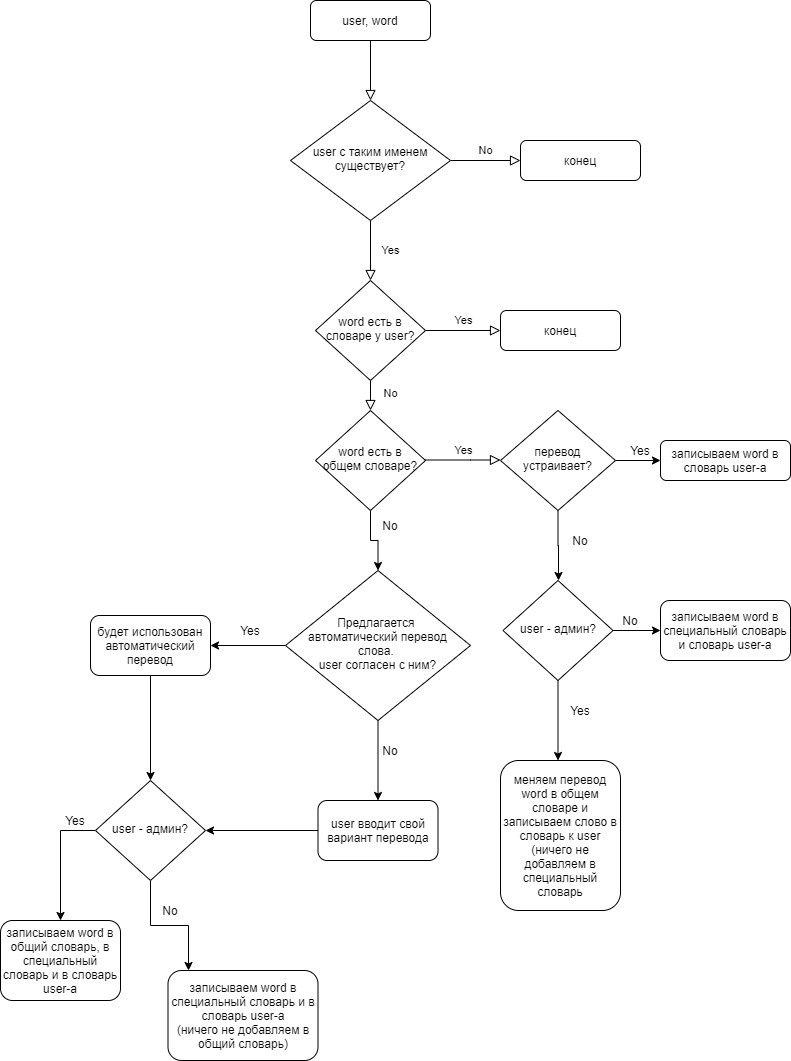 user, word
user с таким именем
существует?
No
конец
Yes
word есть в
словаре у user?
Yes
конец
No
word есть в
общем словаре?
Yes
перевод
устраивает?
Yes
записываем word в
словарь user-а
No
No
Предлагается
автоматический перевод
слова.
user согласен с ним?
Yes
будет использован
автоматический
перевод
user - админ?
No
записываем word в
специальный словарь
и словарь user-а
Yes
меняем перевод
word в общем
словаре и
записываем слово в
словарь к user
(ничего не
добавляем в
специальный
словарь
No
user вводит свой
вариант перевода
user - админ?
Yes
записываем word в
общий словарь, в
специальный
словарь и в словарь
user-а
No
записываем word в
специальный словарь и в
словарь user-а
(ничего не добавляем в
общий словарь)